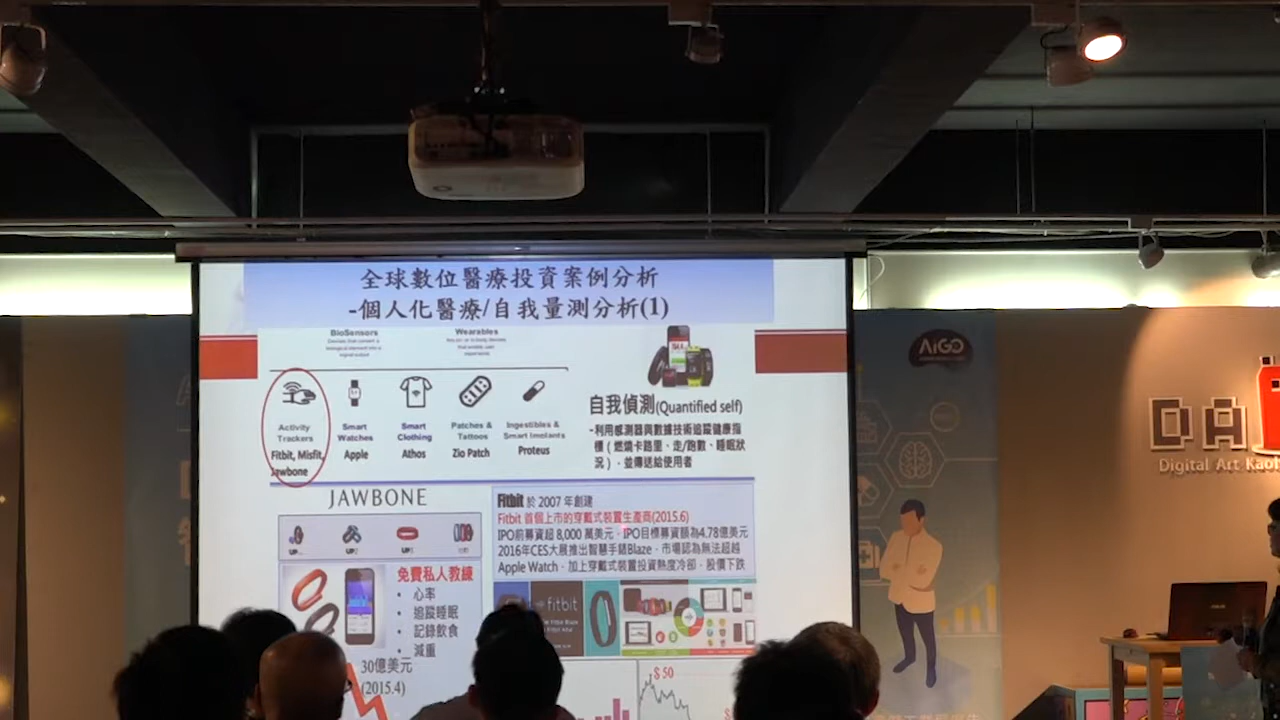 全球數位醫療投資案例分析
-個人化醫療/自我量測分析(1)
BioSensors
Wearables
Activity Trackers
Fitbit, Misfit, Jawbone
Smart Watches
Apple
Smart Clothing
Athos
Patches & Tattoos
Zio Patch
Ingestibles & Smart Implants
Proteus
自我偵測(Quantified self)
-利用感測器與數據技術追蹤健康指
標（燃燒卡路里、走/跑數、睡眠狀
況），並傳送給使用者
JAWBONE
免費私人教練
• 心率
• 追蹤睡眠
• 記錄飲食
• 減重
30億美元
(2015.4)
Fitbit 於 2007 年創建
Fitbit 首個上市的穿戴式裝置生產商(2015.6)
IPO前募資超 8,000 萬美元，IPO目標募資額為4.78億美元
2016年CES大展推出智慧手錶Blaze，市場認為無法超越
Apple Watch，加上穿戴式裝置投資熱度冷卻，股價下跌
fitbit
$ 50
AiGO
DA
Digital Art Kao